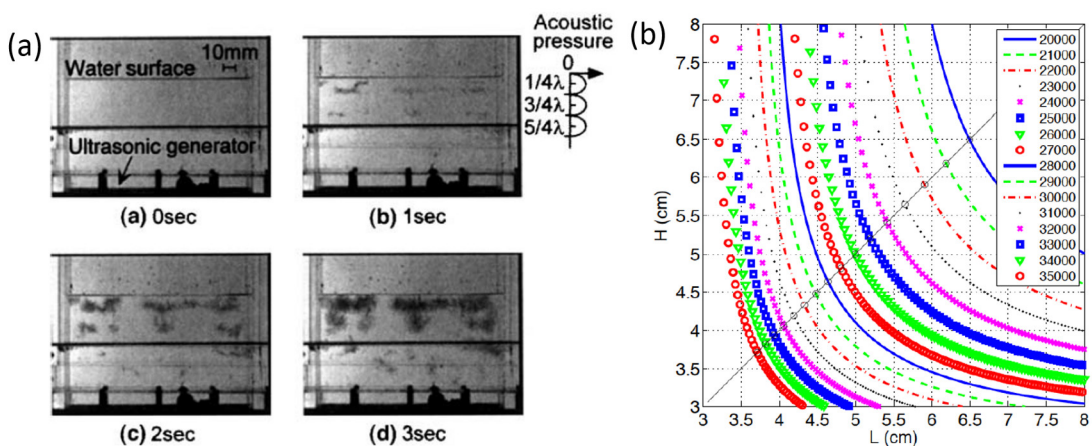 (a)
10mm
Water surface
Ultrasonic generator
(a) 0sec
(b) 1sec
Acoustic
pressure
0
1/4λ
3/4λ
5/4λ
(c) 2sec
(d) 3sec
(b)
H (cm)
8
7.5
7
6.5
6
5.5
5
4.5
4
3.5
3
3 3.5 4 4.5 5 5.5 6 6.5 7 7.5 8
L (cm)
20000
21000
22000
23000
24000
25000
26000
27000
28000
29000
30000
31000
32000
33000
34000
35000